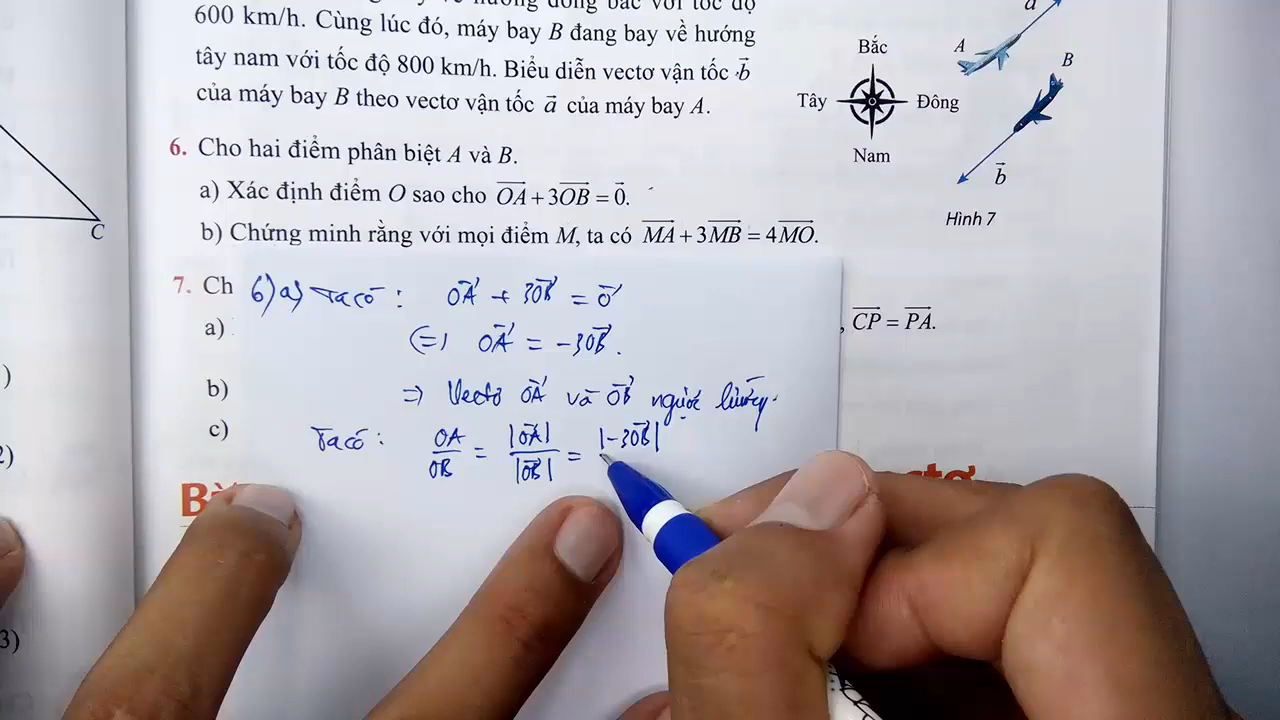 600 km/h. Cùng lúc đó, máy bay B đang bay về hướng
tây nam với tốc độ 800 km/h. Biểu diễn vectơ vận tốc b⃗
của máy bay B theo vectơ vận tốc a⃗ của máy bay A.
a⃗
A
B
Bắc
Tây
Đông
Nam
b⃗
Hình 7
C
6. Cho hai điểm phân biệt A và B.
a) Xác định điểm O sao cho OA⃗ + 3OB⃗ = 0⃗.
b) Chứng minh rằng với mọi điểm M, ta có MA⃗ + 3MB⃗ = 4MO⃗.
7. Ch
a) , CP⃗ = PA⃗.
b)
c)
6) a) Ta có : OA⃗ + 3OB⃗ = 0⃗
(=) OA⃗ = -3OB⃗.
=> Vectơ OA⃗ và OB⃗ ngược hướng.
Ta có : OA/OB = |OA⃗|/|OB⃗| = |-3OB⃗|
)
2)
3)